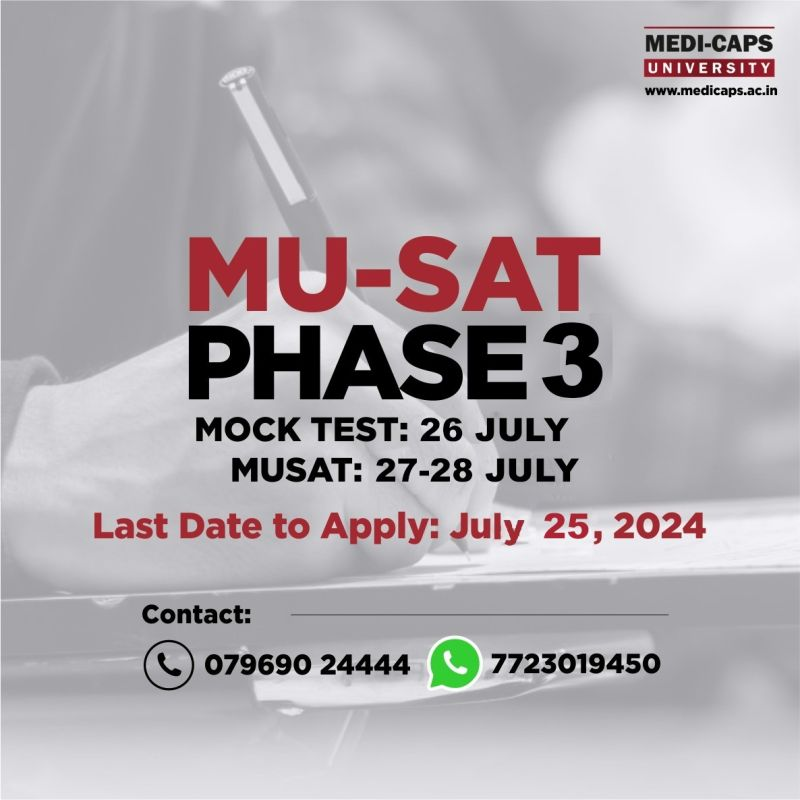 MEDI-CAPS
UNIVERSITY
www.medicaps.ac.in
MU-SAT
PHASE 3
MOCK TEST: 26 JULY
MUSAT: 27-28 JULY
Last Date to Apply: July 25, 2024
Contact:
079690 24444 7723019450